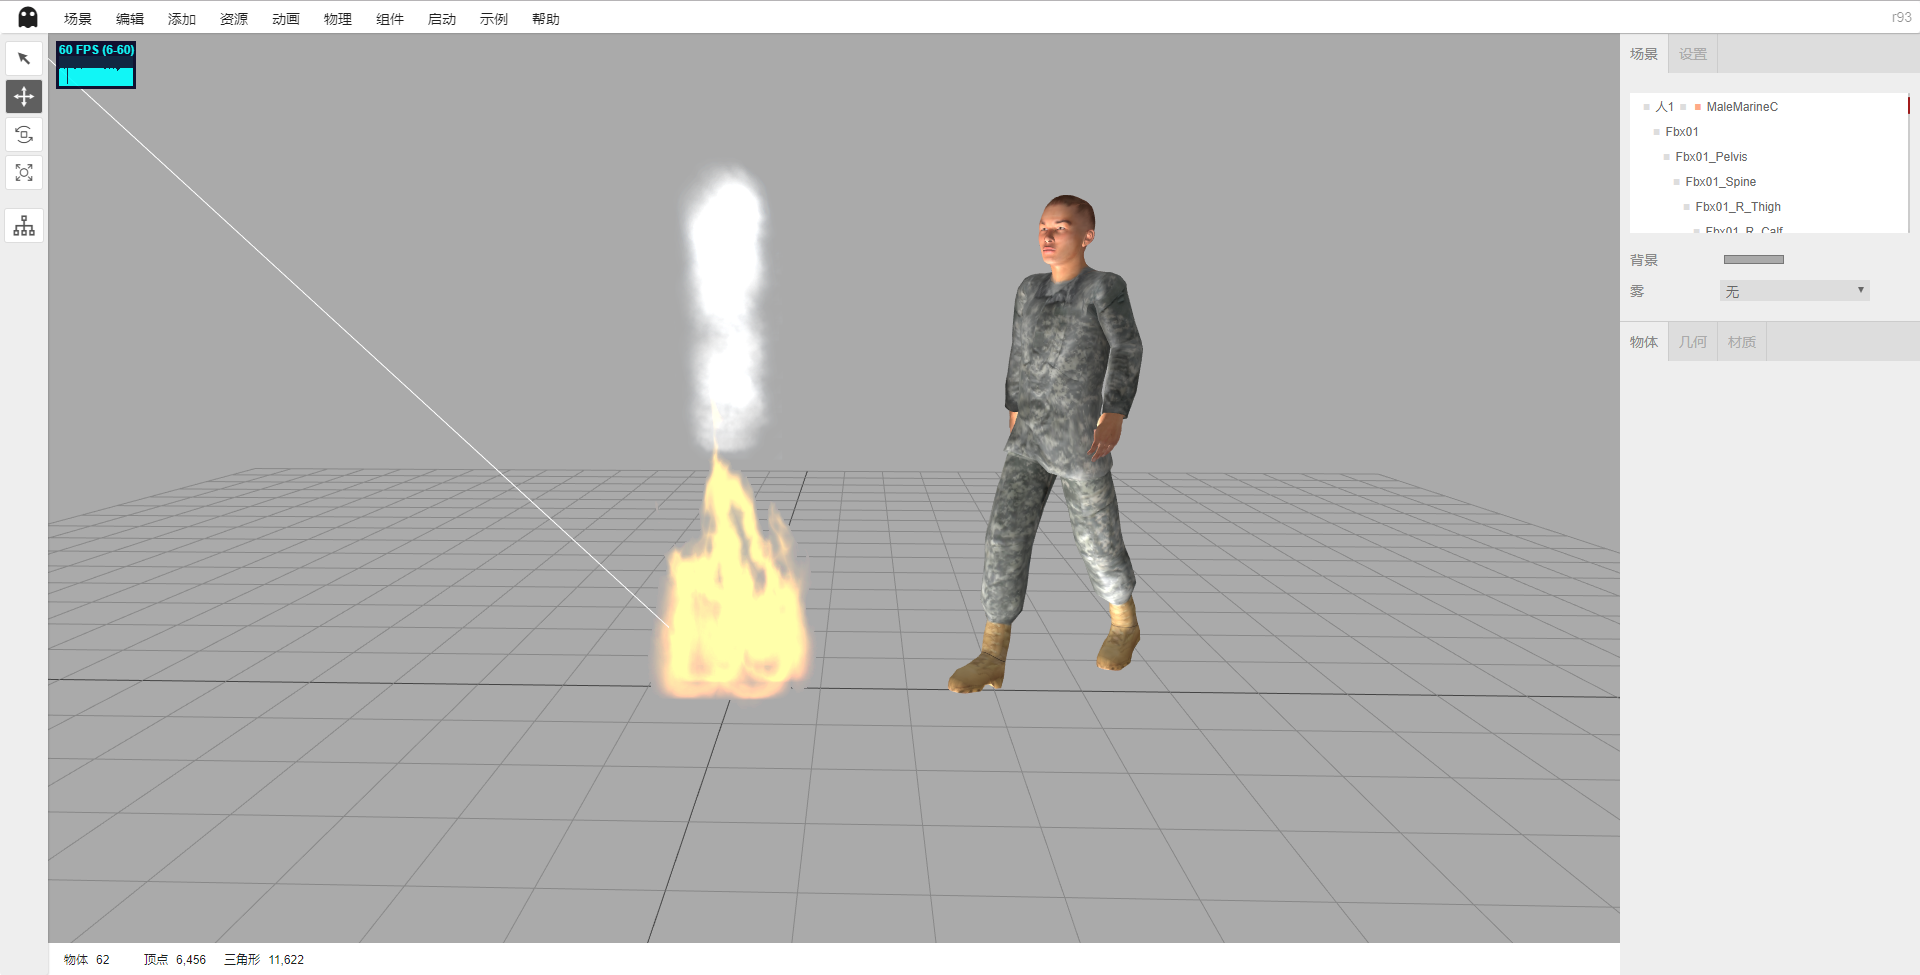 场景 编辑 添加 资源 动画 物理 组件 启动 示例 帮助 r93
60 FPS (6-60)
场景 设置
人1 MaleMarineC
Fbx01
Fbx01_Pelvis
Fbx01_Spine
Fbx01_R_Thigh
Fbx01_R_Calf
背景
雾 无
物体 几何 材质
物体 62 顶点 6,456 三角形 11,622